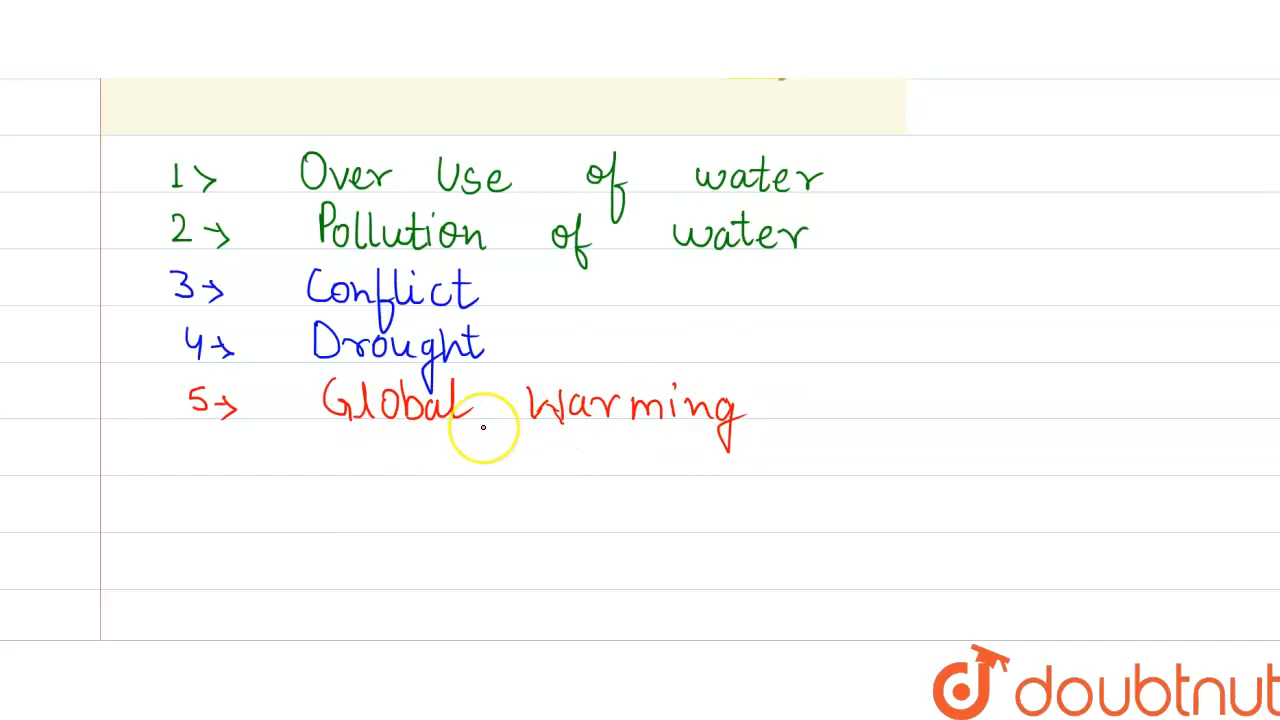 1> Over Use of water
2> Pollution of water
3> Conflict
4> Drought
5> Global Warming
doubtnut